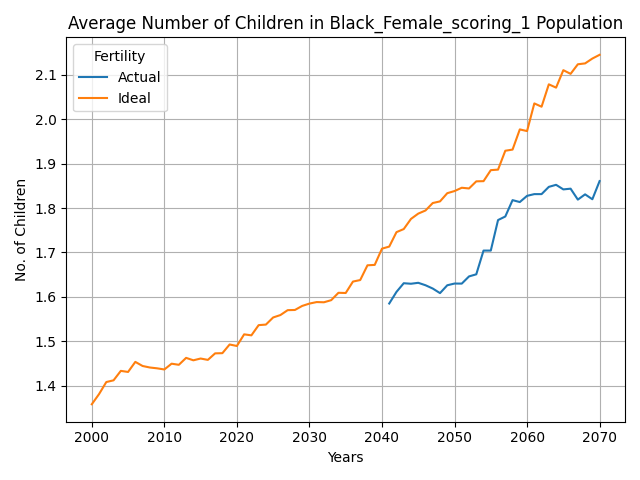 Average Number of Children in Black_Female_scoring_1 Population
Fertility
Actual
Ideal
No. of Children
2.1
2.0
1.9
1.8
1.7
1.6
1.5
1.4
2000 2010 2020 2030 2040 2050 2060 2070
Years